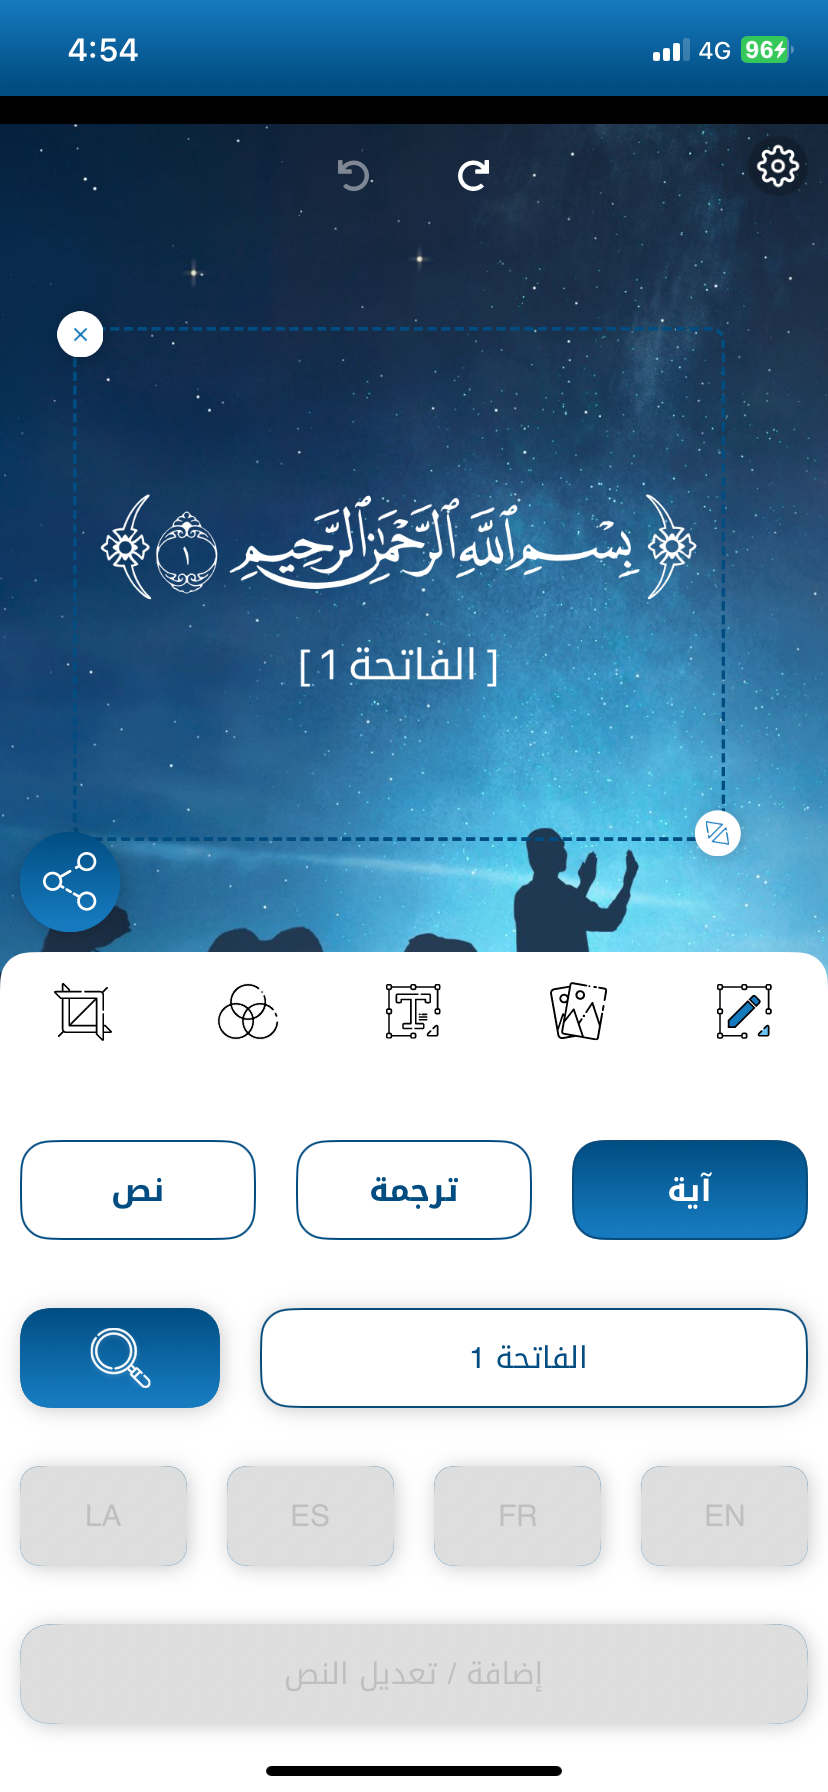 4:54 4G 96
﴿بِسْمِ ٱللَّهِ ٱلرَّحْمَٰنِ ٱلرَّحِيمِ ١﴾
[ الفاتحة 1 ]
آية ترجمة نص
الفاتحة 1
LA ES FR EN
إضافة / تعديل النص